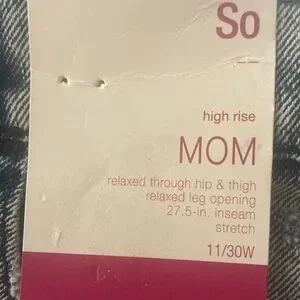 So
high rise
MOM
relaxed through hip & thigh
relaxed leg opening
27.5-in. inseam
stretch
11/30W